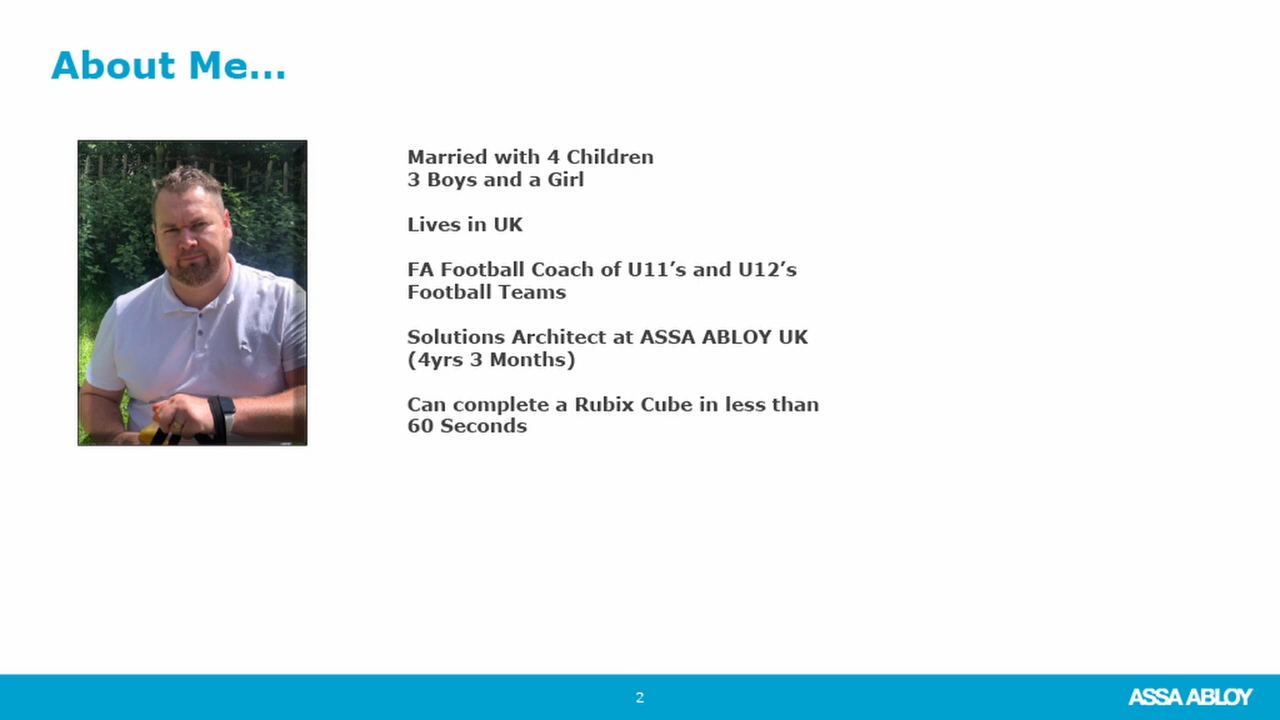 About Me...
Married with 4 Children
3 Boys and a Girl
Lives in UK
FA Football Coach of U11’s and U12’s
Football Teams
Solutions Architect at ASSA ABLOY UK
(4yrs 3 Months)
Can complete a Rubix Cube in less than
60 Seconds
2
ASSA ABLOY